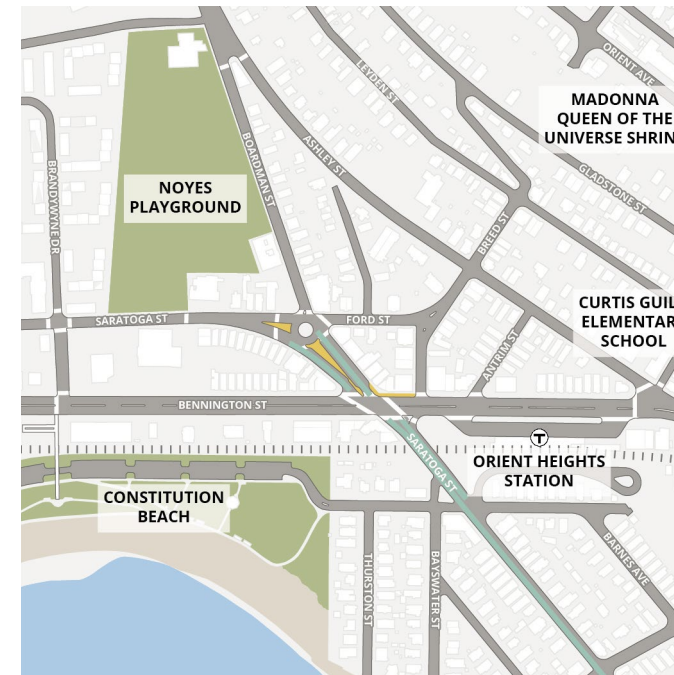 ORIENT AVE
LEYDEN ST
MADONNA
QUEEN OF THE
UNIVERSE SHRIN
ASHLEY ST
BOARDMAN ST
BRANDYWYNE DR
NOYES
PLAYGROUND
GLADSTONE ST
BREED ST
SARATOGA ST
FORD ST
CURTIS GUIL
ELEMENTAR
SCHOOL
ANTRIM ST
BENNINGTON ST
T
SARATOGA ST
ORIENT HEIGHTS
STATION
CONSTITUTION
BEACH
THURSTON ST
BAYSWATER ST
BARNES AVE